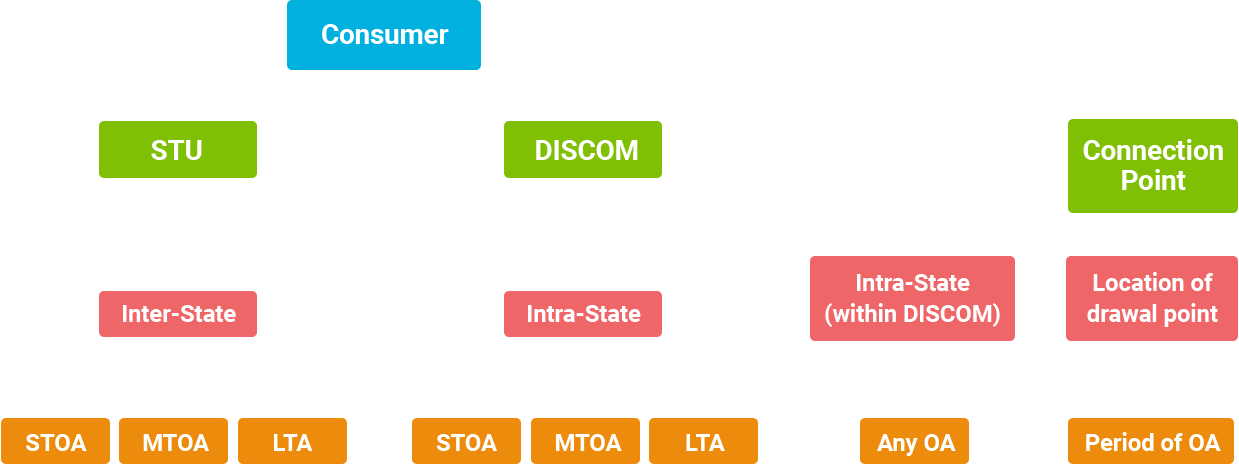 Consumer
STU
DISCOM
Connection
Point
Inter-State
Intra-State
Intra-State
(within DISCOM)
Location of
drawal point
STOA
MTOA
LTA
STOA
MTOA
LTA
Any OA
Period of OA